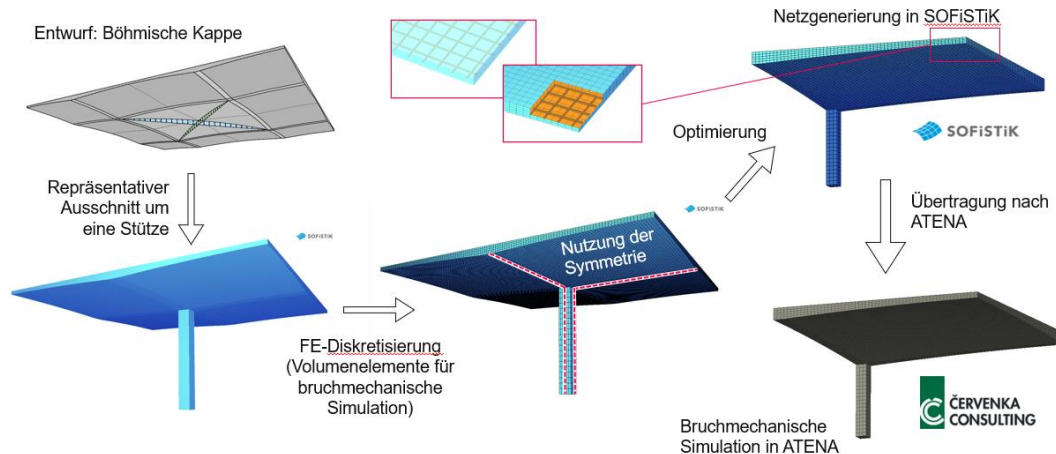 Entwurf: Böhmische Kappe
Repräsentativer
Ausschnitt um
eine Stütze
SOFiSTiK
FE-Diskretisierung
(Volumenelemente für
bruchmechanische
Simulation)
Nutzung der
Symmetrie
SOFiSTiK
Optimierung
Netzgenerierung in SOFiSTiK
SOFiSTiK
Übertragung nach
ATENA
Bruchmechanische
Simulation in ATENA
ČERVENKA
CONSULTING